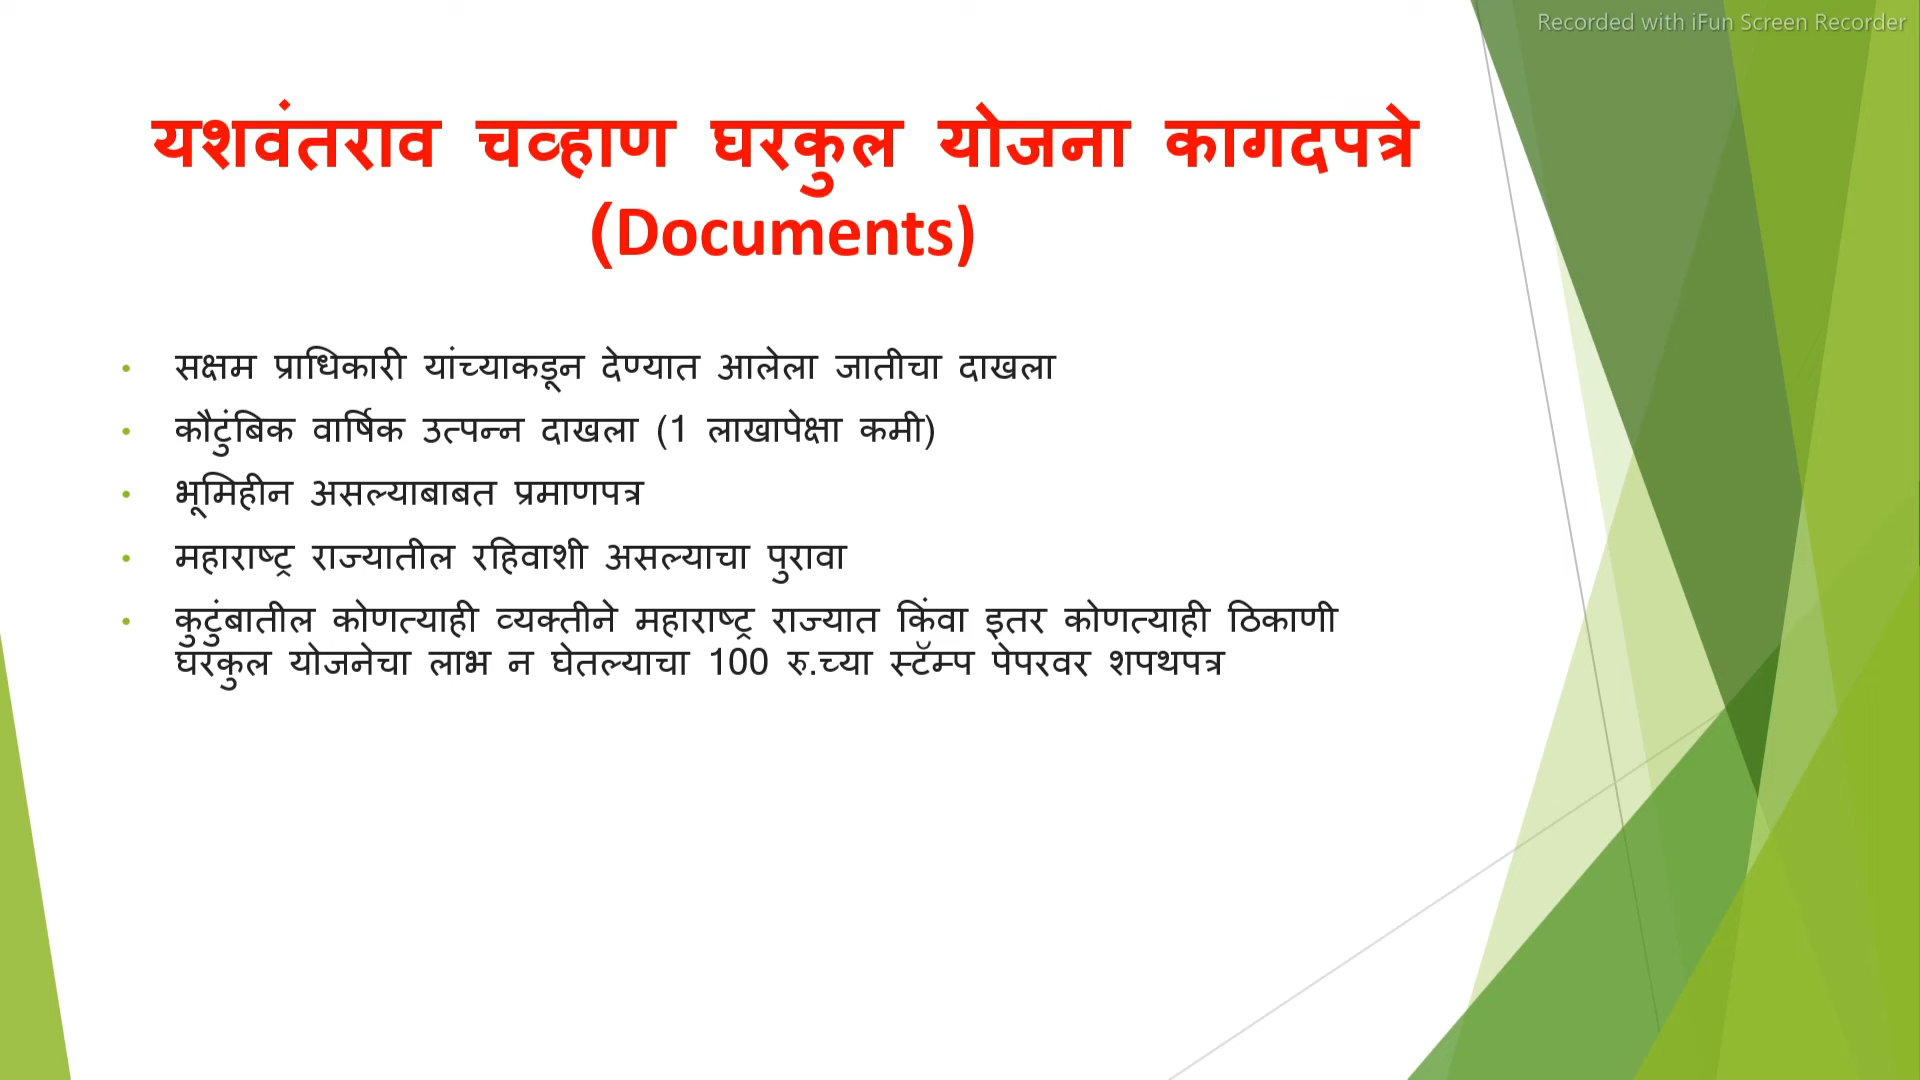 Recorded with iFun Screen Recorder
यशवंतराव चव्हाण घरकुल योजना कागदपत्रे
(Documents)
• सक्षम प्राधिकारी यांच्याकडून देण्यात आलेला जातीचा दाखला
• कौटुंबिक वार्षिक उत्पन्न दाखला (1 लाखापेक्षा कमी)
• भूमिहीन असल्याबाबत प्रमाणपत्र
• महाराष्ट्र राज्यातील रहिवाशी असल्याचा पुरावा
• कुटुंबातील कोणत्याही व्यक्तीने महाराष्ट्र राज्यात किंवा इतर कोणत्याही ठिकाणी
घरकुल योजनेचा लाभ न घेतल्याचा 100 रु.च्या स्टॅम्प पेपरवर शपथपत्र